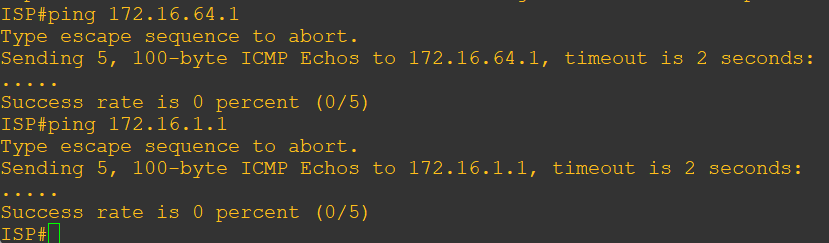 ISP#ping 172.16.64.1
Type escape sequence to abort.
Sending 5, 100-byte ICMP Echos to 172.16.64.1, timeout is 2 seconds:
.....
Success rate is 0 percent (0/5)
ISP#ping 172.16.1.1
Type escape sequence to abort.
Sending 5, 100-byte ICMP Echos to 172.16.1.1, timeout is 2 seconds:
.....
Success rate is 0 percent (0/5)
ISP#